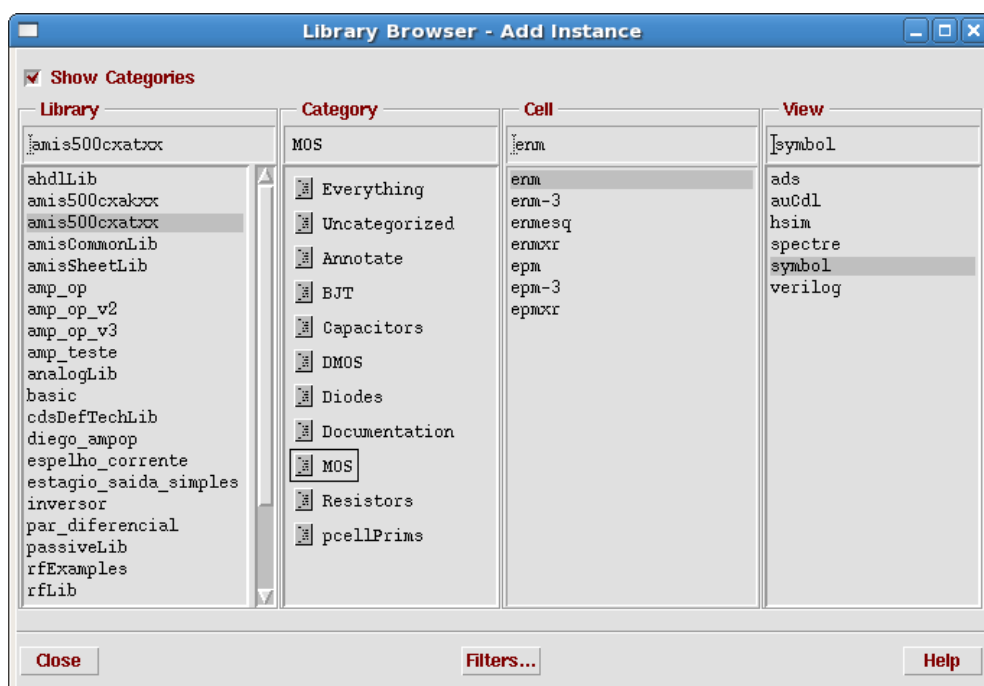 Library Browser - Add Instance
Show Categories
Library
amis500cxatxx
ahdlLib
amis500cxakxx
amis500cxatxx
amisCommonLib
amisSheetLib
amp_op
amp_op_v2
amp_op_v3
amp_teste
analogLib
basic
cdsDefTechLib
diego_ampop
espelho_corrente
estagio_saida_simples
inversor
par_diferencial
passiveLib
rfExamples
rfLib
Category
MOS
Everything
Uncategorized
Annotate
BJT
Capacitors
DMOS
Diodes
Documentation
MOS
Resistors
pcellPrims
Cell
enm
enm
enm-3
enmesq
enmxr
epm
epm-3
epmxr
View
symbol
ads
auCdl
hsim
spectre
symbol
verilog
Close
Filters...
Help